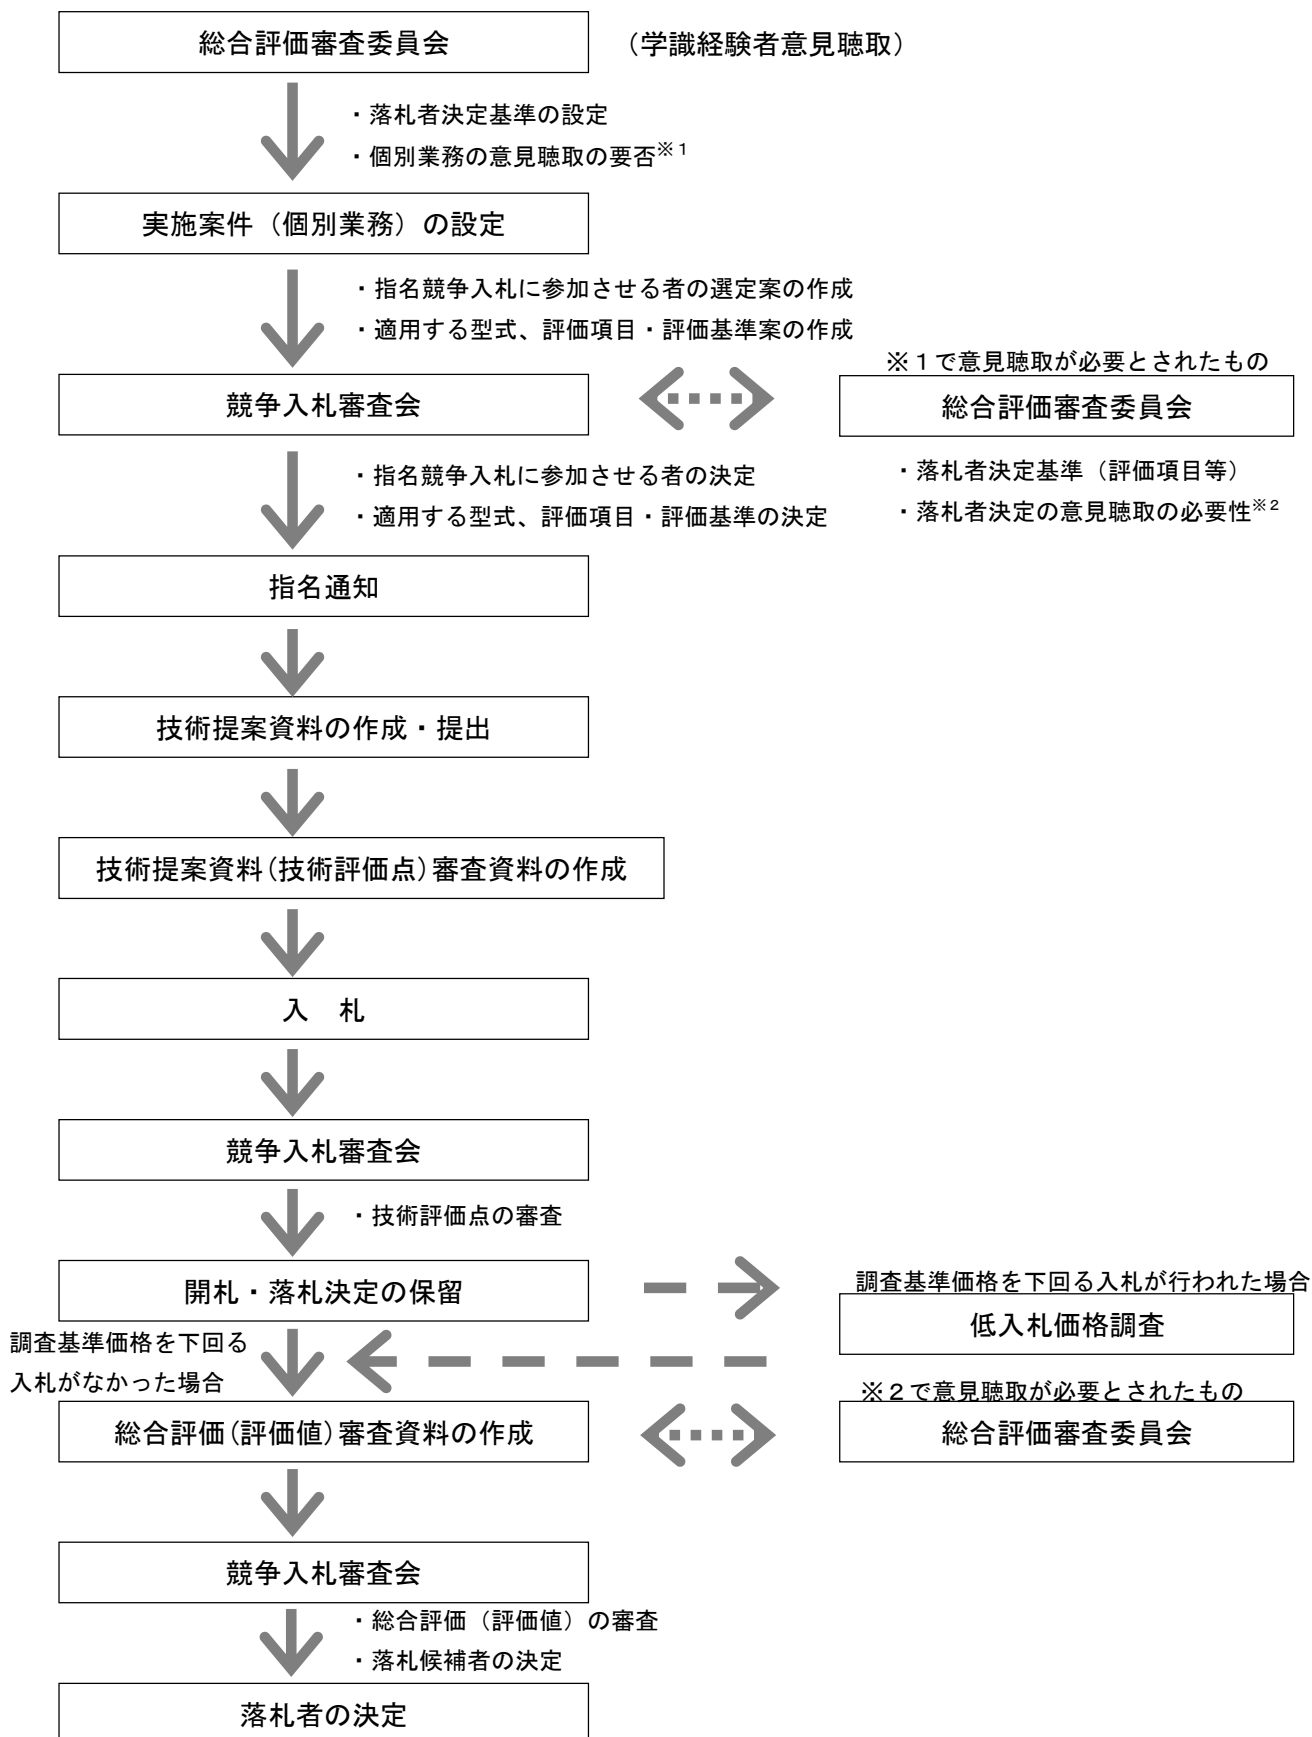 総合評価審査委員会
（学識経験者意見聴取）
・落札者決定基準の設定
・個別業務の意見聴取の要否※１
実施案件（個別業務）の設定
・指名競争入札に参加させる者の選定案の作成
・適用する型式、評価項目・評価基準案の作成
※１で意見聴取が必要とされたもの
競争入札審査会
総合評価審査委員会
・指名競争入札に参加させる者の決定
・適用する型式、評価項目・評価基準の決定
・落札者決定基準（評価項目等）
・落札者決定の意見聴取の必要性※２
指名通知
技術提案資料の作成・提出
技術提案資料（技術評価点）審査資料の作成
入　札
競争入札審査会
・技術評価点の審査
開札・落札決定の保留
調査基準価格を下回る入札が行われた場合
低入札価格調査
調査基準価格を下回る
入札がなかった場合
※２で意見聴取が必要とされたもの
総合評価（評価値）審査資料の作成
総合評価審査委員会
競争入札審査会
・総合評価（評価値）の審査
・落札候補者の決定
落札者の決定